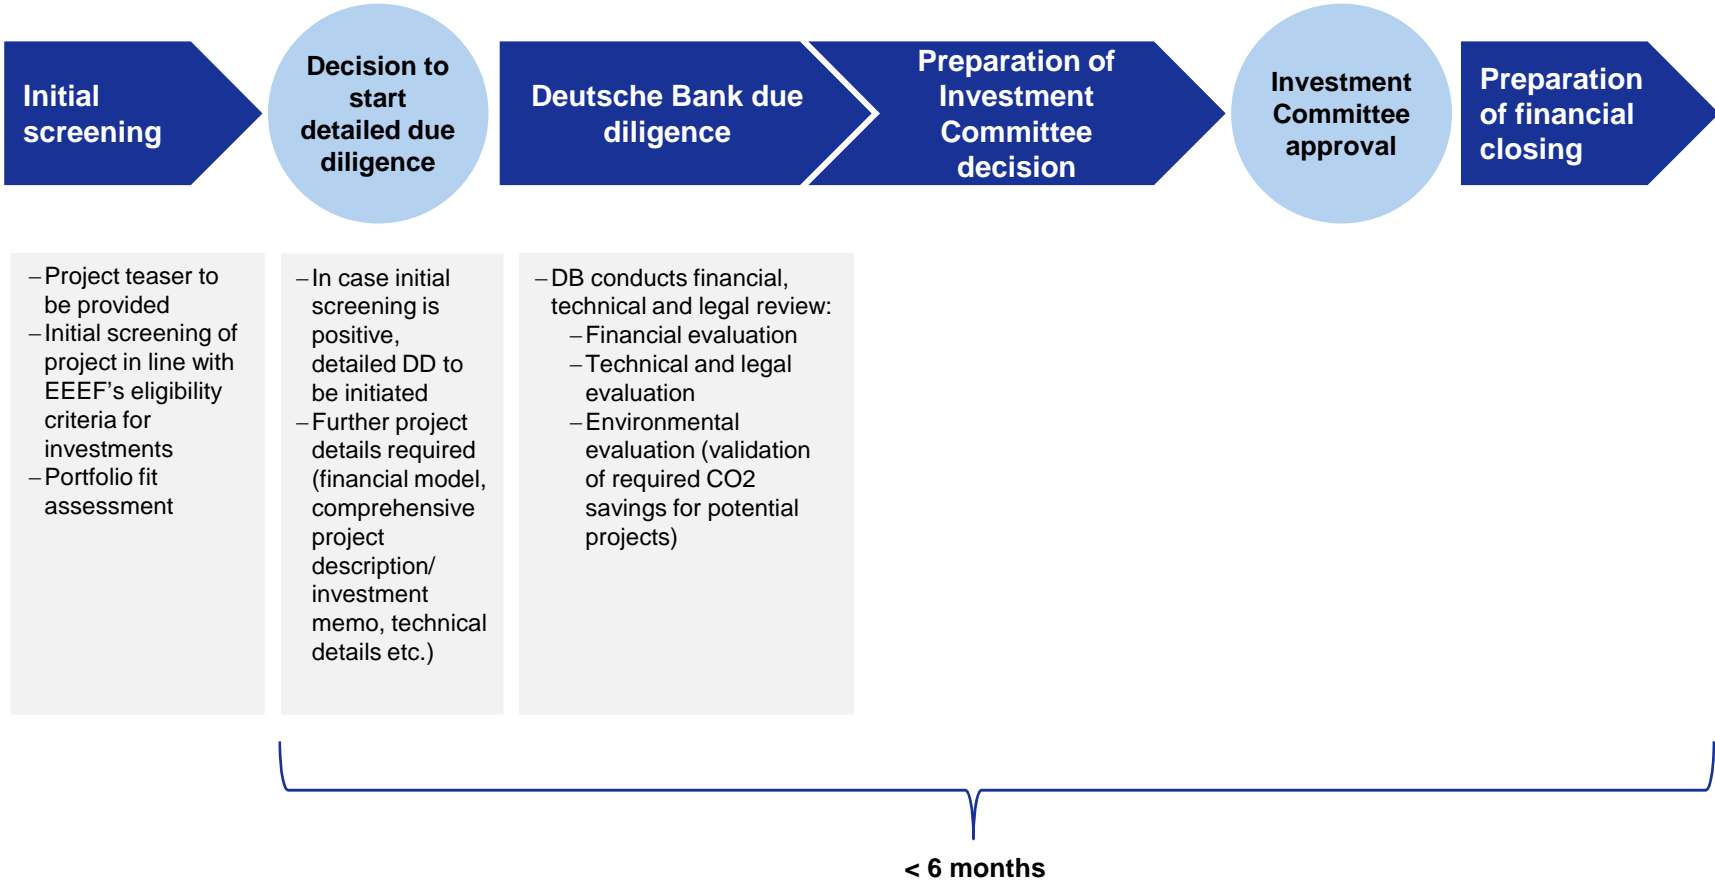 Initial
screening
Decision to
start
detailed due
diligence
Deutsche Bank due
diligence
Preparation of
Investment
Committee
decision
Investment
Committee
approval
Preparation
of financial
closing
–Project teaser to
be provided
–Initial screening of
project in line with
EEEF's eligibility
criteria for
investments
–Portfolio fit
assessment
–In case initial
screening is
positive,
detailed DD to
be initiated
–Further project
details required
(financial model,
comprehensive
project
description/
investment
memo, technical
details etc.)
–DB conducts financial,
technical and legal review:
–Financial evaluation
–Technical and legal
evaluation
–Environmental
evaluation (validation
of required CO2
savings for potential
projects)
< 6 months